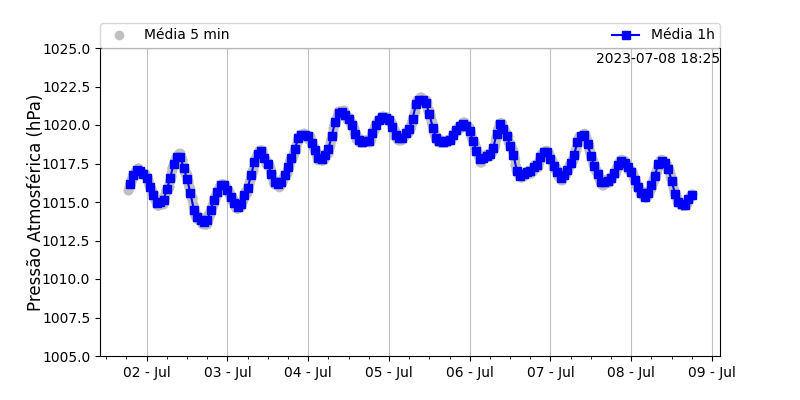 Média 5 min
Média 1h
2023-07-08 18:25
Pressão Atmosférica (hPa)
1025.0
1022.5
1020.0
1017.5
1015.0
1012.5
1010.0
1007.5
1005.0
02 - Jul
03 - Jul
04 - Jul
05 - Jul
06 - Jul
07 - Jul
08 - Jul
09 - Jul